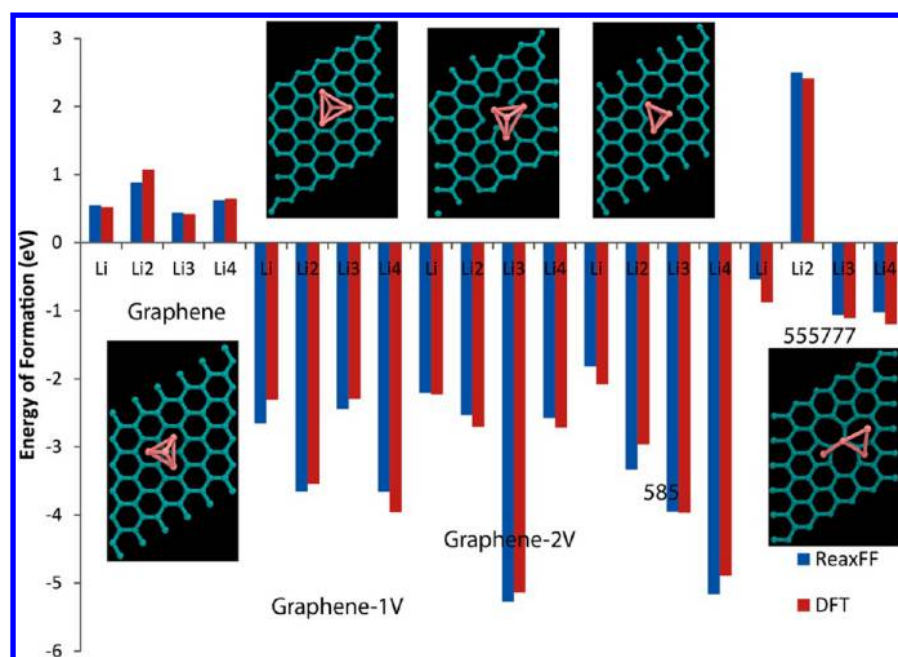 Energy of Formation (eV)
3
2
1
0
-1
-2
-3
-4
-5
-6
Li Li2 Li3 Li4 Li Li2 Li3 Li4 Li Li2 Li3 Li4 Li Li2 Li3 Li4 Li Li2 Li3 Li4
Graphene
555777
585
Graphene-2V
Graphene-1V
ReaxFF
DFT